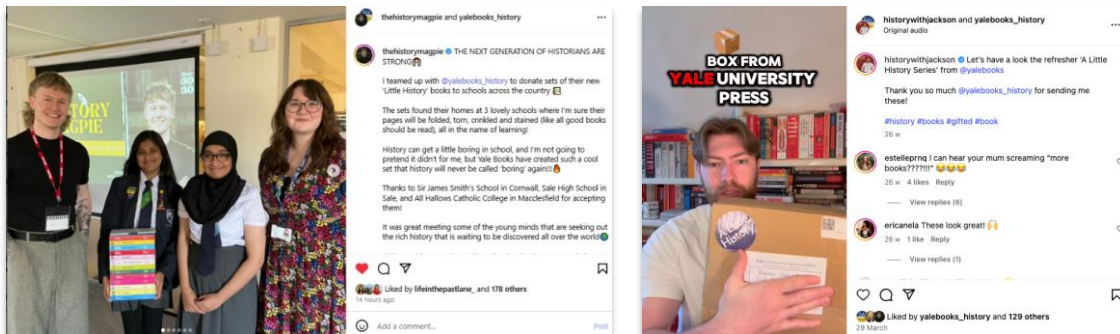 thehistorymagpie and yalebooks_history
thehistorymagpie THE NEXT GENERATION OF HISTORIANS ARE
STRONG
I teamed up with @yalebooks_history to donate sets of their new
'Little History' books to schools across the country
The sets found their homes at 3 lovely schools where I'm sure their
pages will be folded, torn, crinkled and stained (like all good books
should be read), all in the name of learning!
History can get a little boring in school, and I'm not going to
pretend it didn't for me, but Yale Books have created such a cool
set that history will never be called 'boring' again!!!
Thanks to Sir James Smith's School in Cornwall, Sale High School in
Sale, and All Hallows Catholic College in Macclesfield for accepting
them!
It was great meeting some of the young minds that are seeking out
the rich history that is waiting to be discovered all over the world
Liked by lifeinthepastlane_ and 178 others
14 hours ago
Add a comment...
Post
STORY
MAGPIE
BOX FROM
YALE UNIVERSITY
PRESS
History
historywithjackson and yalebooks_history
Original audio
historywithjackson Let's have a look the refresher 'A Little
History Series' from @yalebooks
Thank you so much @yalebooks_history for sending me
these!
#history #books #gifted #book
26 w
estelleprnq I can hear your mum screaming "more
books????!!!"
26 w 4 likes Reply
View replies (6)
ericanela These look great!
26 w 1 like Reply
View replies (1)
Liked by yalebooks_history and 129 others
29 March